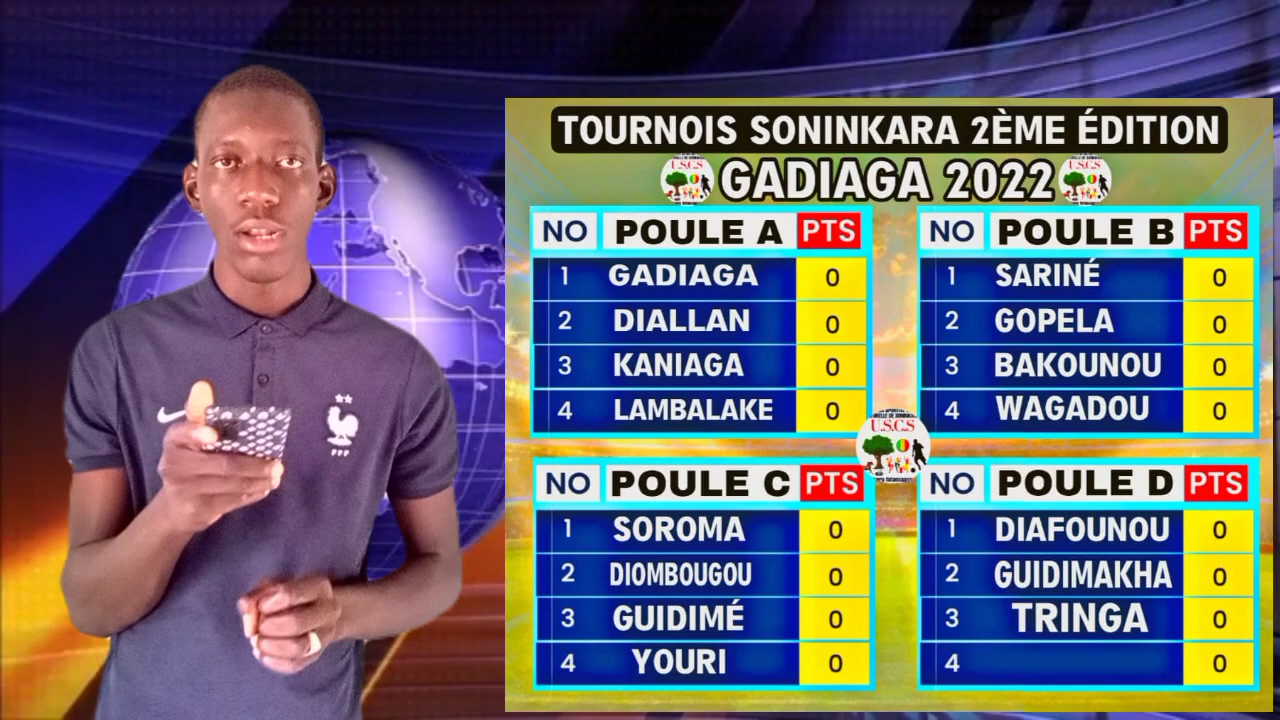 TOURNOIS SONINKARA 2ÈME ÉDITION
U.S.C.S GADIAGA 2022 U.S.C.S
NO POULE A PTS
1 GADIAGA 0
2 DIALLAN 0
3 KANIAGA 0
4 LAMBALAKE 0
NO POULE B PTS
1 SARINÉ 0
2 GOPELA 0
3 BAKOUNOU 0
4 WAGADOU 0
U.S.C.S
NO POULE C PTS
1 SOROMA 0
2 DIOMBOUGOU 0
3 GUIDIMÉ 0
4 YOURI 0
NO POULE D PTS
1 DIAFOUNOU 0
2 GUIDIMAKHA 0
3 TRINGA 0
4 0
FFF